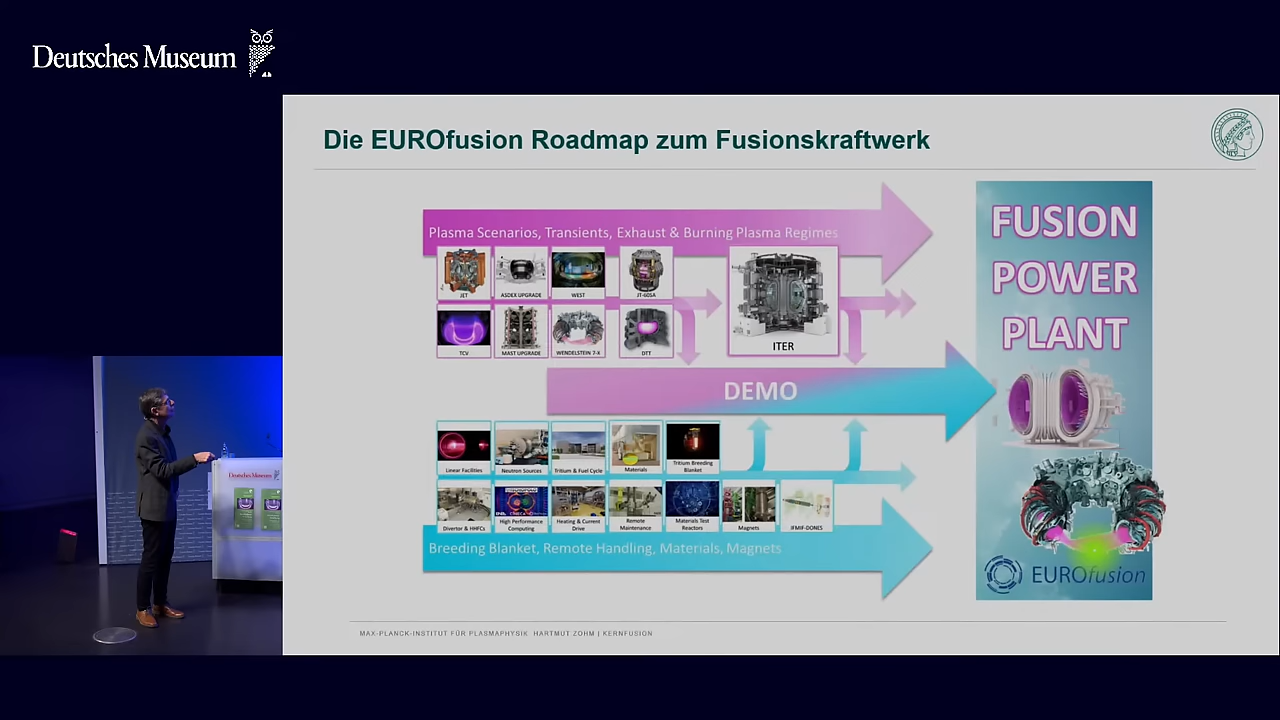 Deutsches Museum
Die EUROfusion Roadmap zum Fusionskraftwerk
Plasma Scenarios, Transients, Exhaust & Burning Plasma Regimes
JET
ASDEX UPGRADE
WEST
JT-60SA
TCV
MAST UPGRADE
WENDELSTEIN 7-X
DTT
ITER
DEMO
Linear Facilities
Neutron Sources
Tritium & Fuel Cycle
Materials
Tritium Breeding
Blanket
Divertor & HHFCs
High Performance
Computing
Heating & Current
Drive
Remote
Maintenance
Materials Test
Reactors
Magnets
IFMIF-DONES
Breeding Blanket, Remote Handling, Materials, Magnets
FUSION
POWER
PLANT
EUROfusion
Deutsches Museum
MAX-PLANCK-INSTITUT FÜR PLASMAPHYSIK HARTMUT ZOHM | KERNFUSION